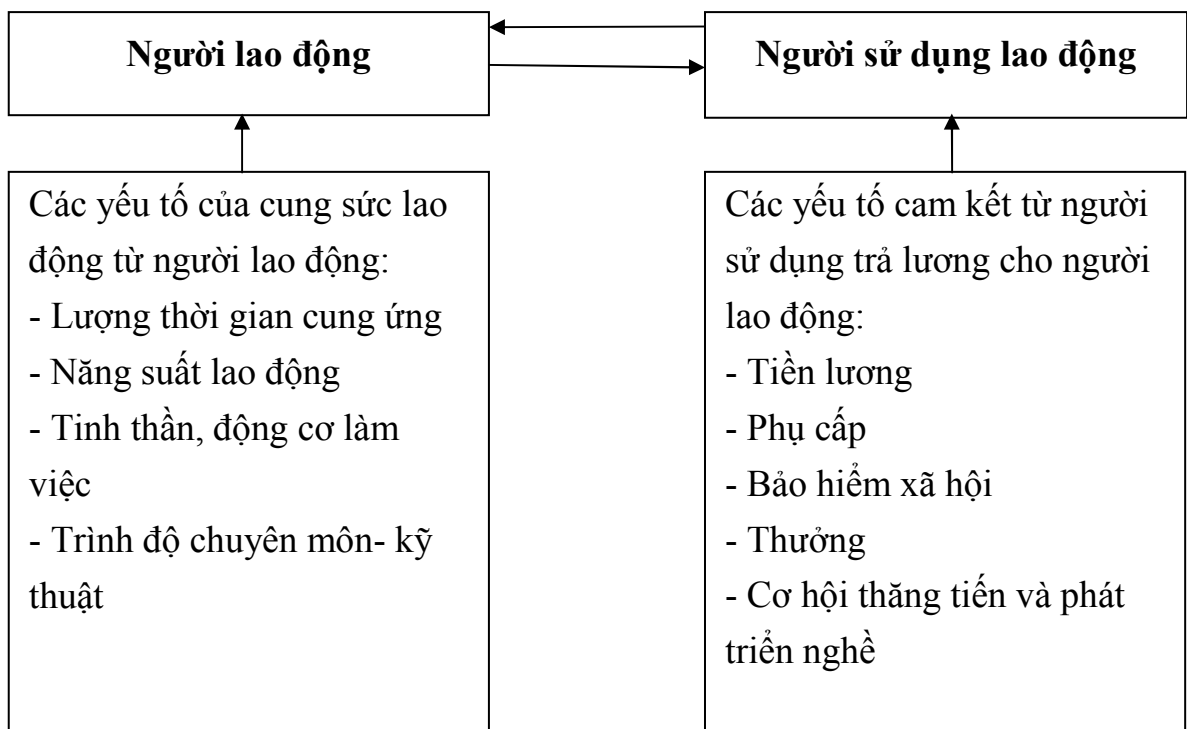 Người lao động
Người sử dụng lao động
Các yếu tố của cung sức lao
động từ người lao động:
- Lượng thời gian cung ứng
- Năng suất lao động
- Tinh thần, động cơ làm
việc
- Trình độ chuyên môn- kỹ
thuật
Các yếu tố cam kết từ người
sử dụng trả lương cho người
lao động:
- Tiền lương
- Phụ cấp
- Bảo hiểm xã hội
- Thưởng
- Cơ hội thăng tiến và phát
triển nghề